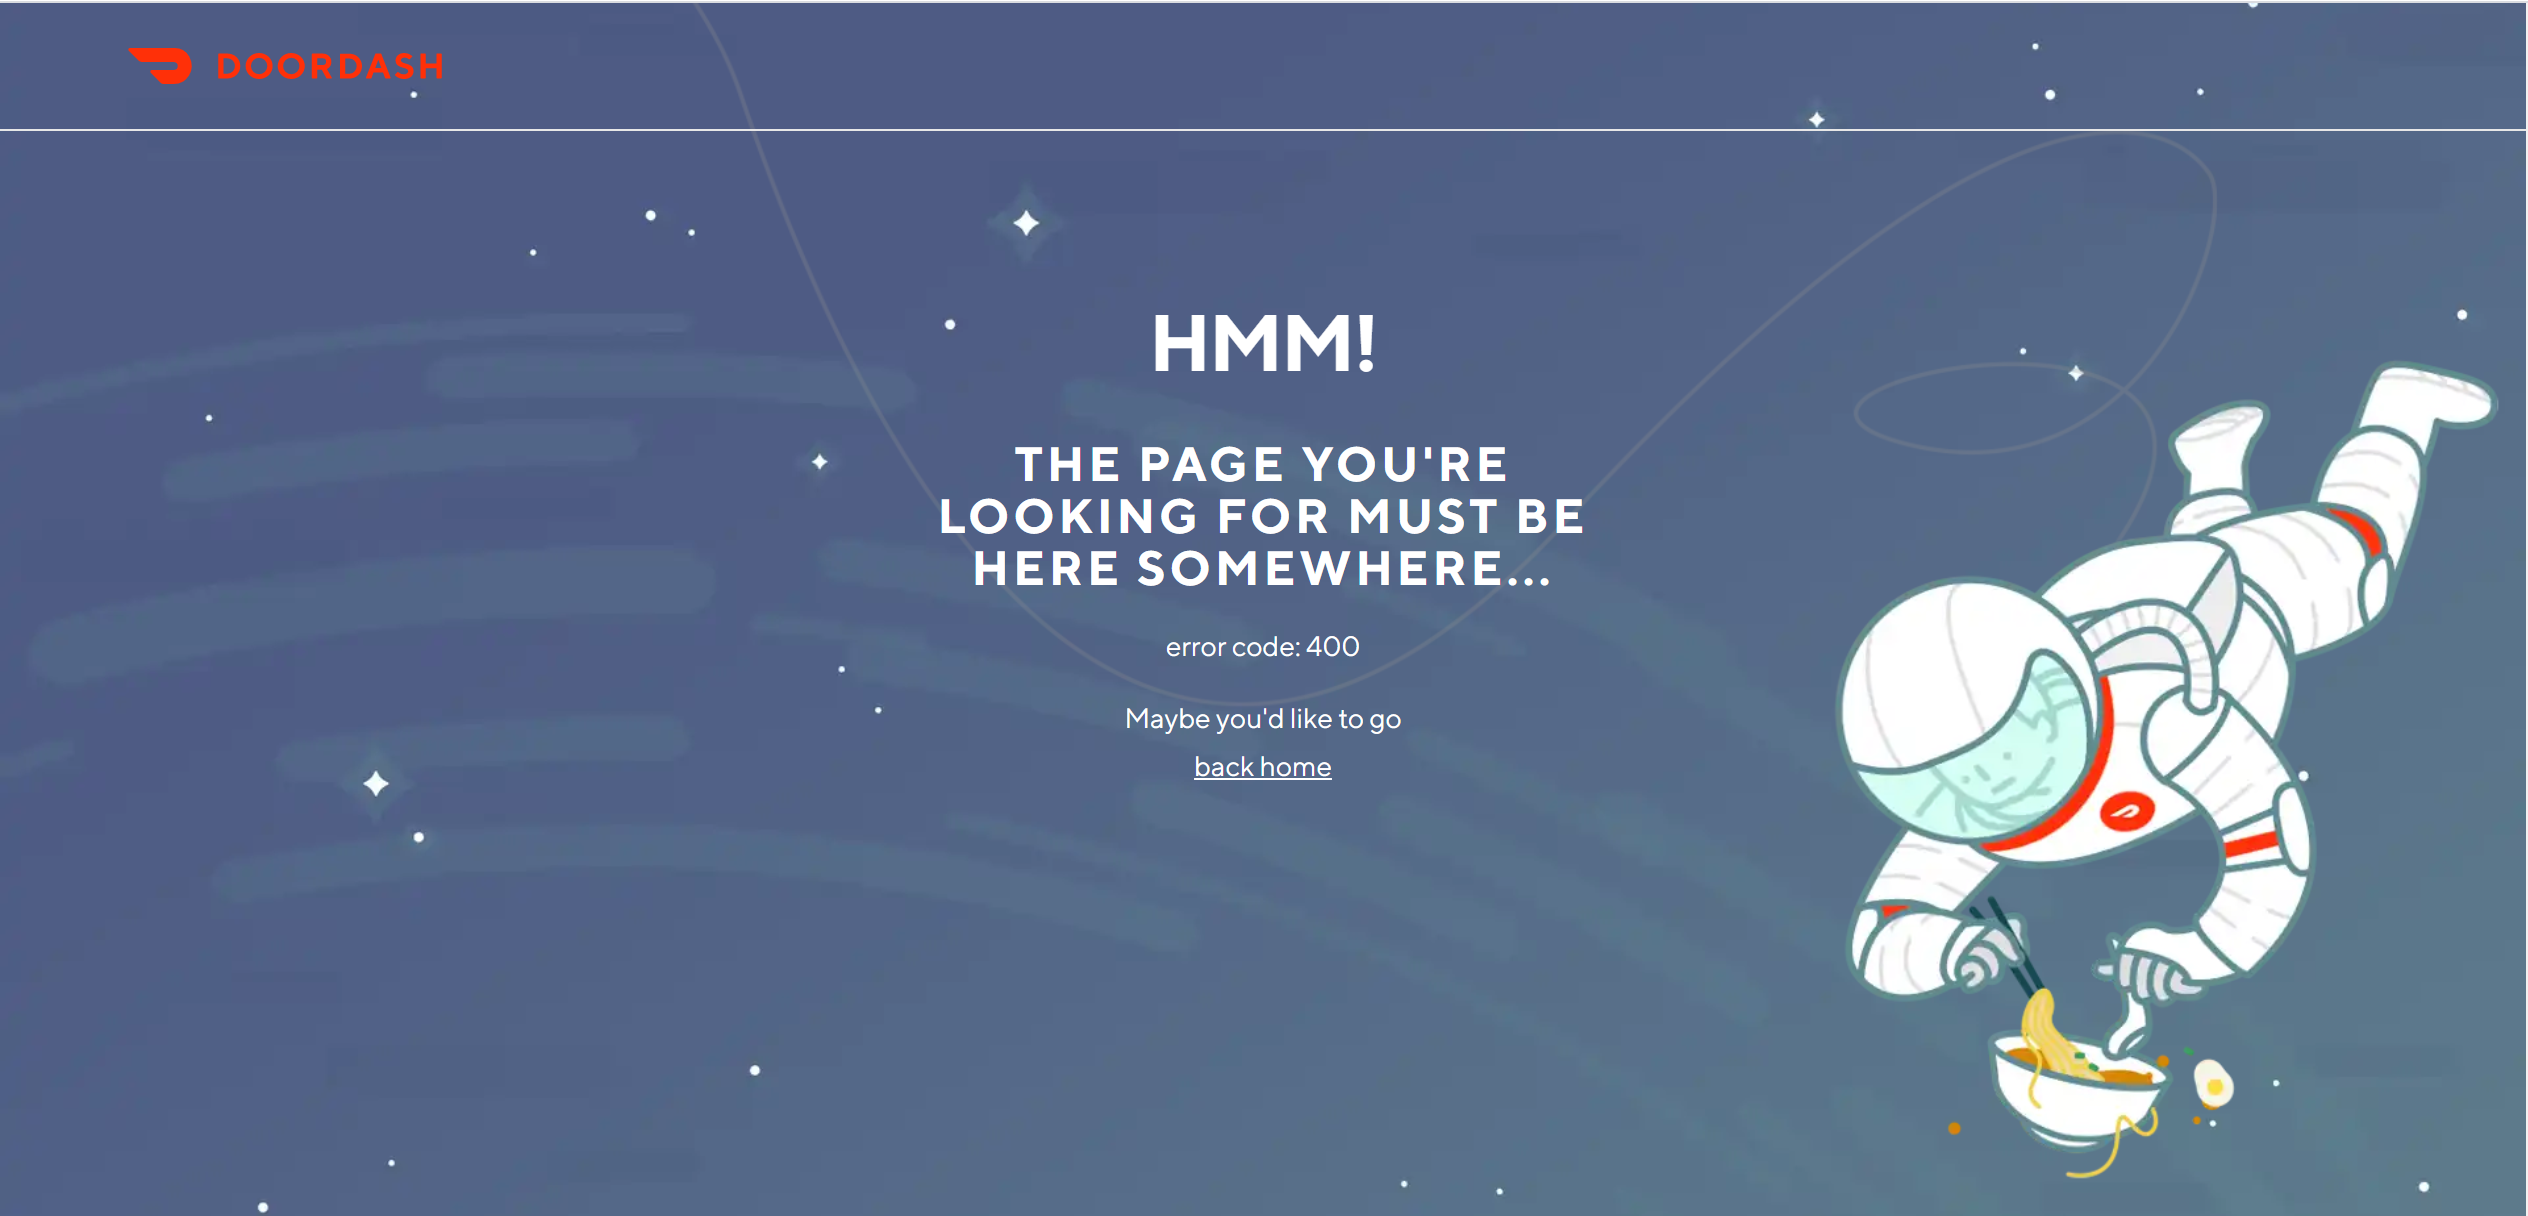 DOORDASH
HMM!
THE PAGE YOU'RE
LOOKING FOR MUST BE
HERE SOMEWHERE...
error code: 400
Maybe you'd like to go
back home